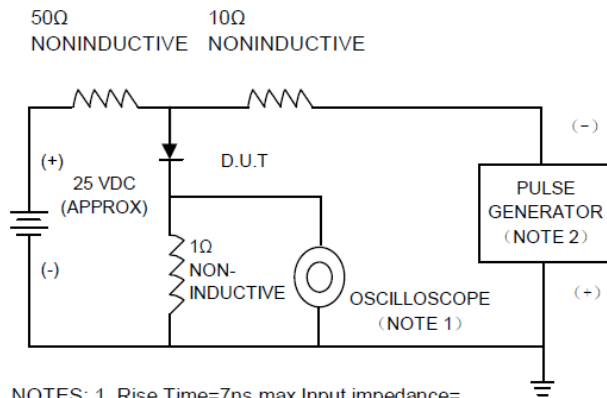 50Ω 10Ω
NONINDUCTIVE NONINDUCTIVE
(−)
(+)
D.U.T
25 VDC
(APPROX)
PULSE
GENERATOR
(NOTE 2)
1Ω
NON-
INDUCTIVE
(-)
OSCILLOSCOPE
(NOTE 1)
(+)
NOTES: 1. Rise Time=7ns max.Input impedance=